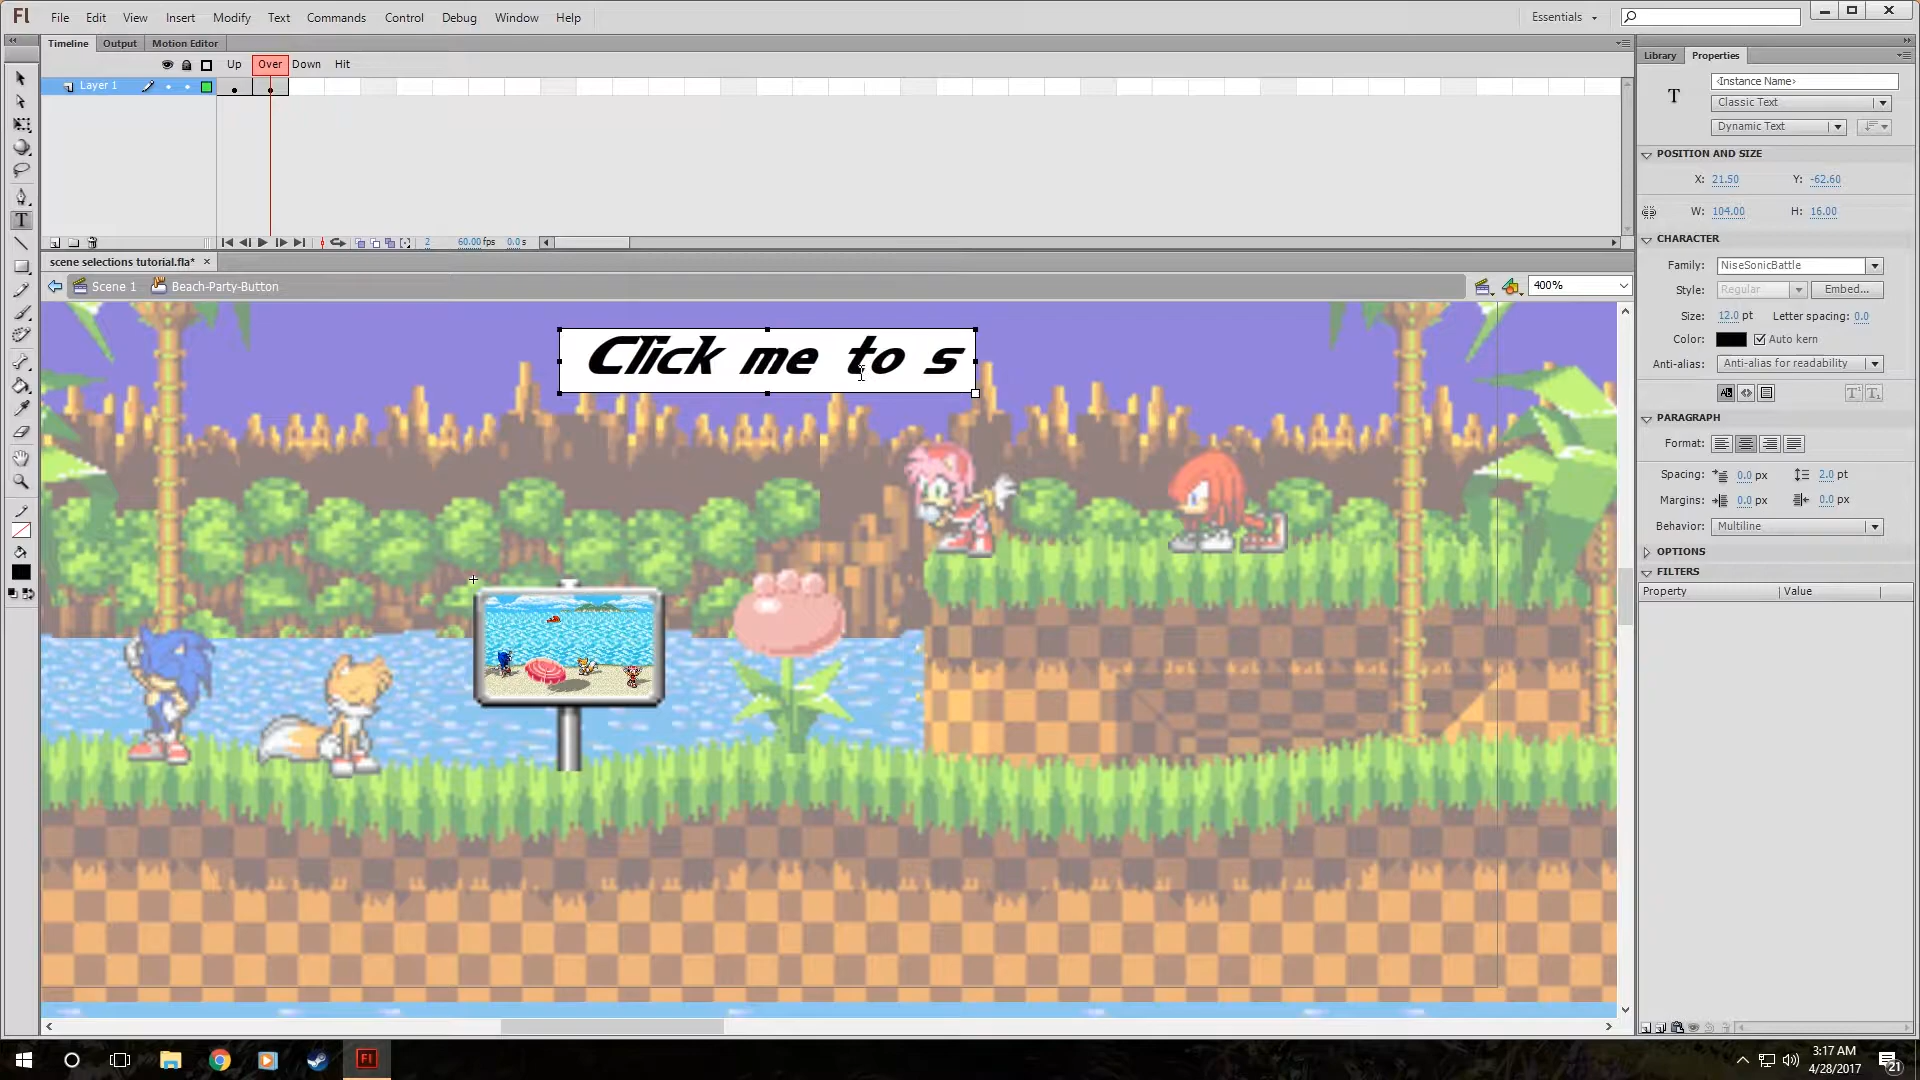 Fl File Edit View Insert Modify Text Commands Control Debug Window Help Essentials
Timeline Output Motion Editor
Up Over Down Hit
Layer 1
2 60.00 fps 0.0 s
scene selections tutorial.fla* ×
Scene 1 Beach-Party-Button 400%
Click me to s
Library Properties
T <Instance Name>
Classic Text
Dynamic Text
POSITION AND SIZE
X: 21.50 Y: -62.60
W: 104.00 H: 16.00
CHARACTER
Family: NiseSonicBattle
Style: Regular Embed...
Size: 12.0 pt Letter spacing: 0.0
Color: Auto kern
Anti-alias: Anti-alias for readability
PARAGRAPH
Format:
Spacing: 0.0 px 2.0 pt
Margins: 0.0 px 0.0 px
Behavior: Multiline
OPTIONS
FILTERS
Property Value
Fl
3:17 AM
4/28/2017
21